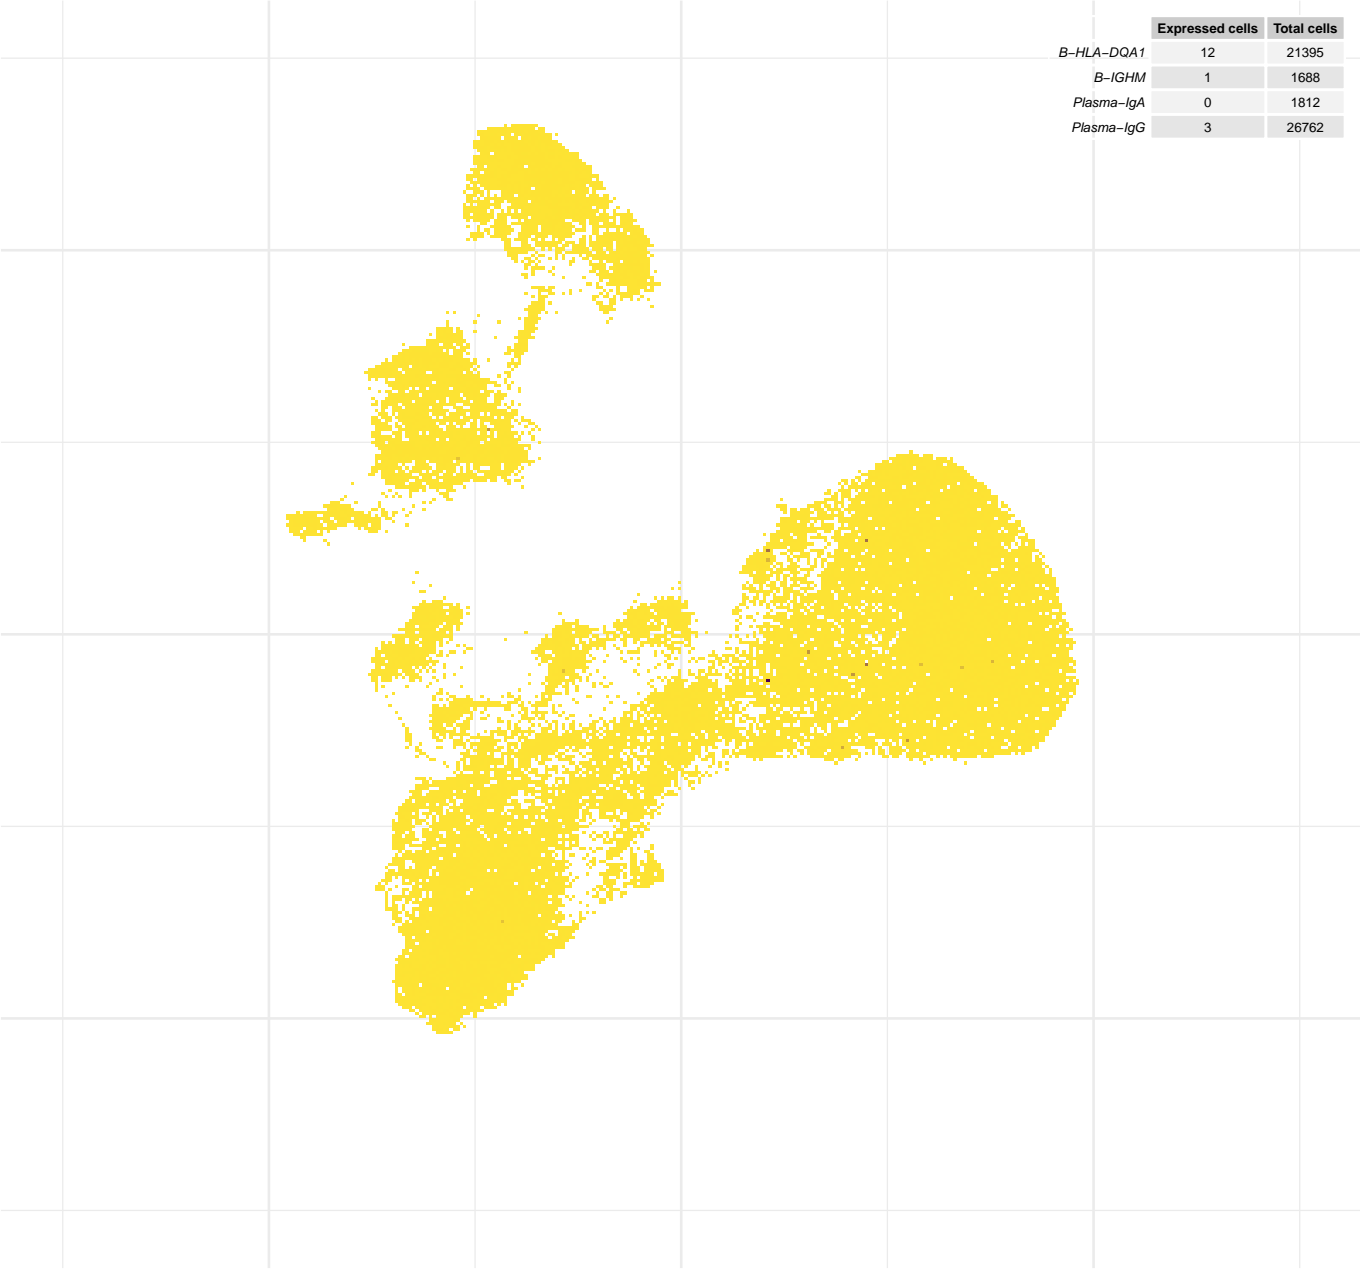 Expressed cells Total cells
B−HLA−DQA1 12 21395
B−IGHM 1 1688
Plasma−IgA 0 1812
Plasma−IgG 3 26762